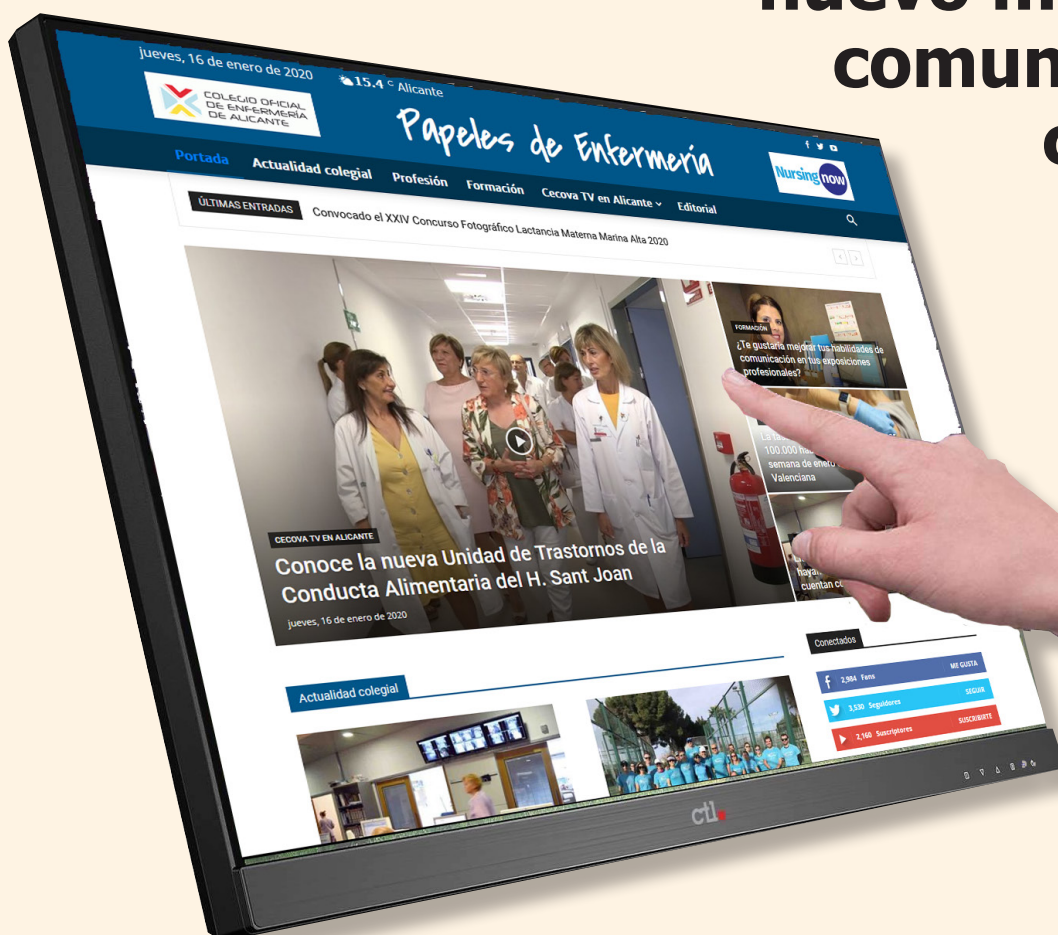 nuevo
comun
jueves, 16 de enero de 2020
15.4 C Alicante
COLEGIO OFICIAL
DE ENFERMERÍA
DE ALICANTE
Papeles de Enfermería
Nursing now
Portada Actualidad colegial Profesión Formación Cecova TV en Alicante Editorial
ÚLTIMAS ENTRADAS Convocado el XXIV Concurso Fotográfico Lactancia Materna Marina Alta 2020
FORMACIÓN
¿Te gustaría mejorar tus habilidades de
comunicación en tus exposiciones
profesionales?
100.000
semana de enero
Valenciana
cuentan
CECOVA TV EN ALICANTE
Conoce la nueva Unidad de Trastornos de la
Conducta Alimentaria del H. Sant Joan
jueves, 16 de enero de 2020
Conectados
2,984 Fans ME GUSTA
3,530 Seguidores SEGUIR
2,160 Suscriptores SUSCRIBIRTE
Actualidad colegial
ctl